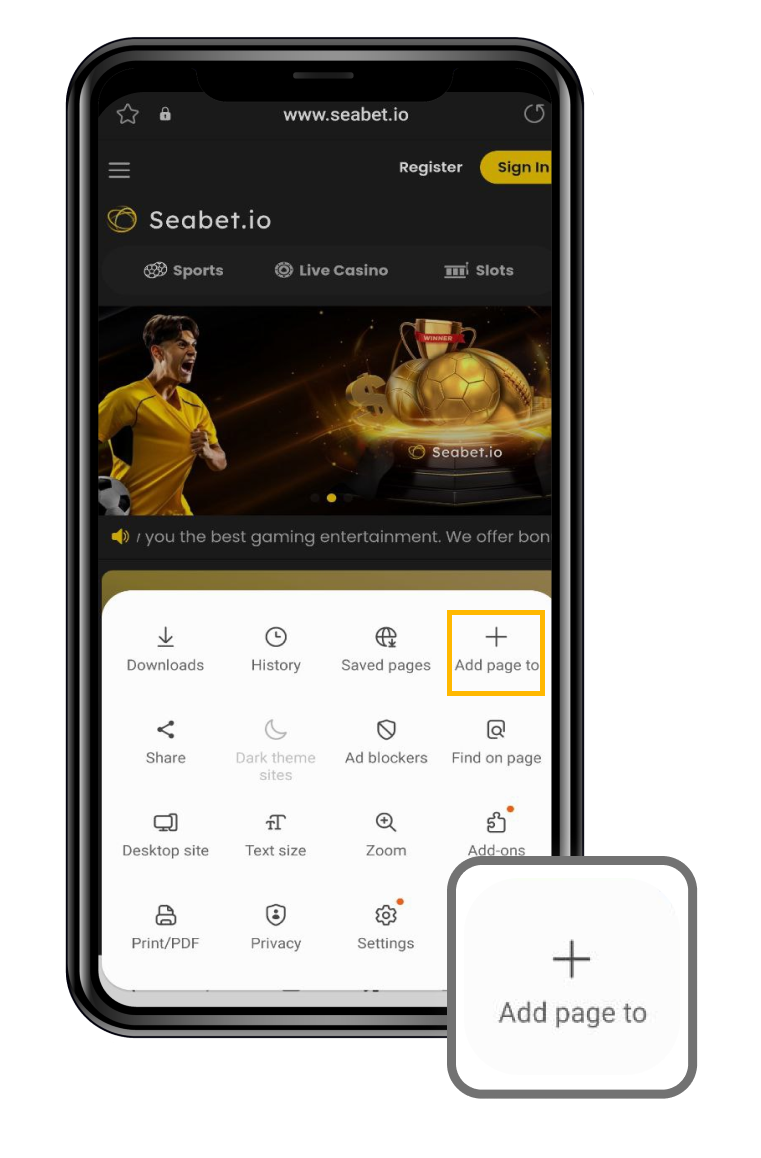 www.seabet.io
Register
Sign In
Seabet.io
Sports
Live Casino
Slots
WINNER
Seabet.io
you the best gaming entertainment. We offer bon
Downloads
History
Saved pages
Add page to
Share
Dark theme
sites
Ad blockers
Find on page
Desktop site
Text size
Zoom
Add-ons
Print/PDF
Privacy
Settings
Add page to